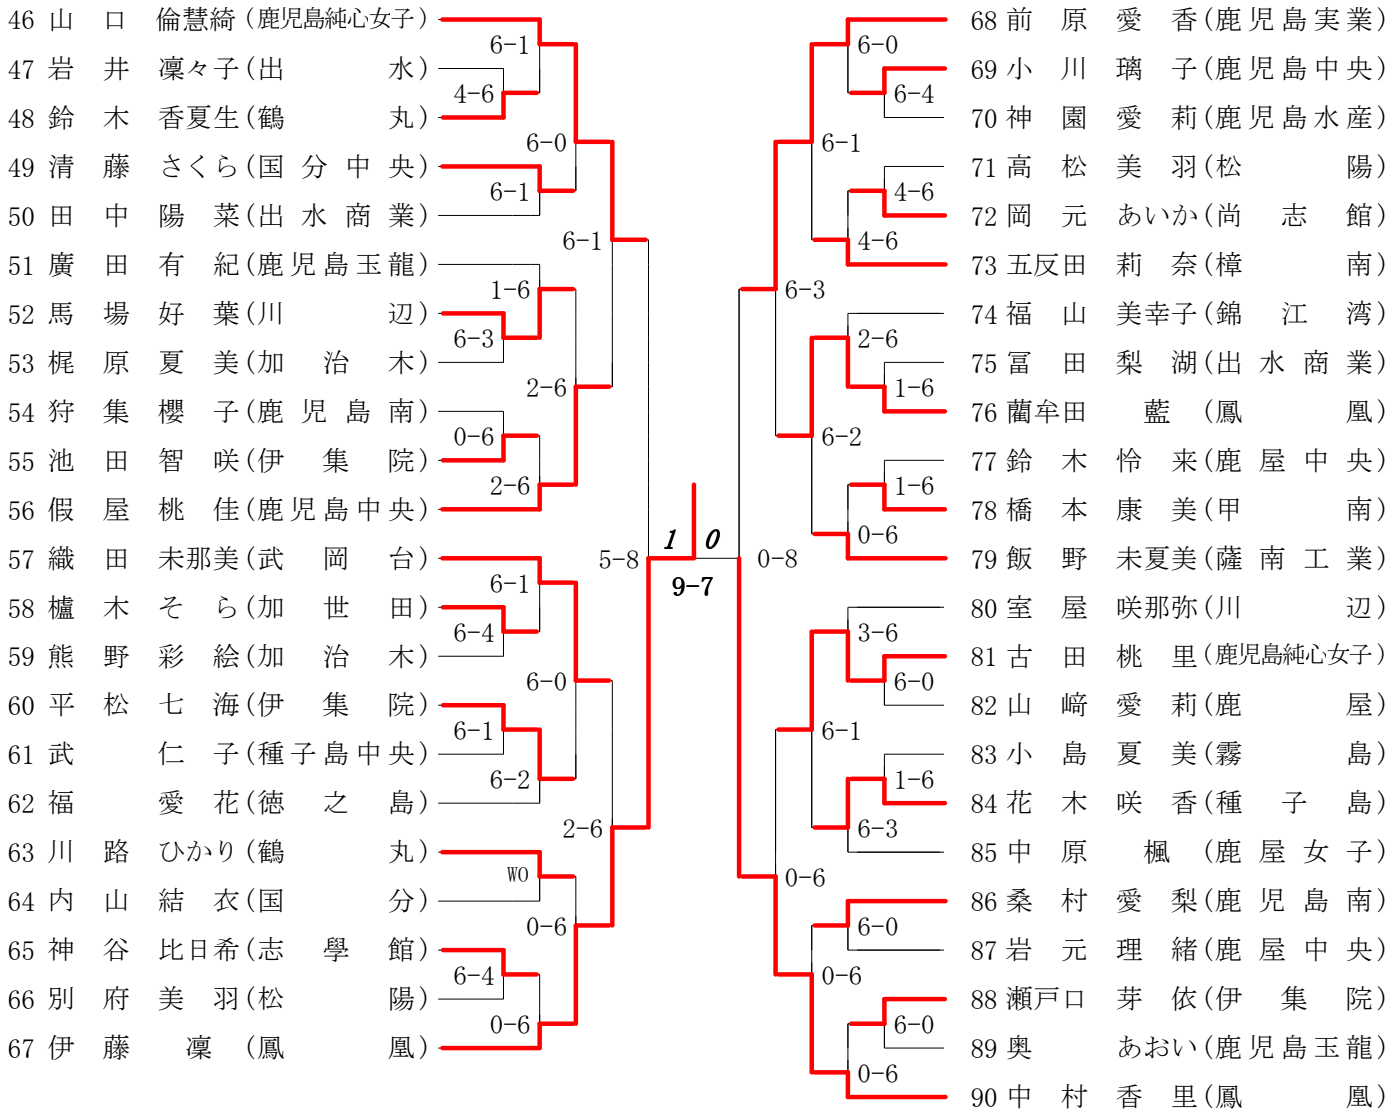 46 山口 倫慧綺 (鹿児島純心女子)
47 岩井 凜々子 (出水)
48 鈴木 香夏生 (鶴丸)
49 清藤 さくら (国分中央)
50 田中 陽菜 (出水商業)
51 廣田 有紀 (鹿児島玉龍)
52 馬場 好葉 (川辺)
53 梶原 夏美 (加治木)
54 狩集 櫻子 (鹿児島南)
55 池田 智咲 (伊集院)
56 假屋 桃佳 (鹿児島中央)
57 織田 未那美 (武岡台)
58 櫨木 そら (加世田)
59 熊野 彩絵 (加治木)
60 平松 七海 (伊集院)
61 武 仁子 (種子島中央)
62 福 愛花 (徳之島)
63 川路 ひかり (鶴丸)
64 内山 結衣 (国分)
65 神谷 比日希 (志學館)
66 別府 美羽 (松陽)
67 伊藤 凜 (鳳凰)
6-1
4-6
6-0
6-1
6-1
1-6
6-3
2-6
0-6
2-6
5-8
6-1
6-4
6-0
6-1
6-2
2-6
WO
0-6
6-4
0-6
1 0
9-7
68 前原 愛香 (鹿児島実業)
69 小川 璃子 (鹿児島中央)
70 神園 愛莉 (鹿児島水産)
71 高松 美羽 (松陽)
72 岡元 あいか (尚志館)
73 五反田 莉奈 (樟南)
74 福山 美幸子 (錦江湾)
75 冨田 梨湖 (出水商業)
76 藺牟田 藍 (鳳凰)
77 鈴木 怜来 (鹿屋中央)
78 橋本 康美 (甲南)
79 飯野 未夏美 (薩南工業)
80 室屋 咲那弥 (川辺)
81 古田 桃里 (鹿児島純心女子)
82 山﨑 愛莉 (鹿屋)
83 小島 夏美 (霧島)
84 花木 咲香 (種子島)
85 中原 楓 (鹿屋女子)
86 桑村 愛梨 (鹿児島南)
87 岩元 理緒 (鹿屋中央)
88 瀬戸口 芽依 (伊集院)
89 奥 あおい (鹿児島玉龍)
90 中村 香里 (鳳凰)
6-0
6-4
6-1
4-6
4-6
6-3
2-6
1-6
6-2
1-6
0-6
0-8
3-6
6-0
6-1
1-6
6-3
0-6
6-0
0-6
6-0
0-6